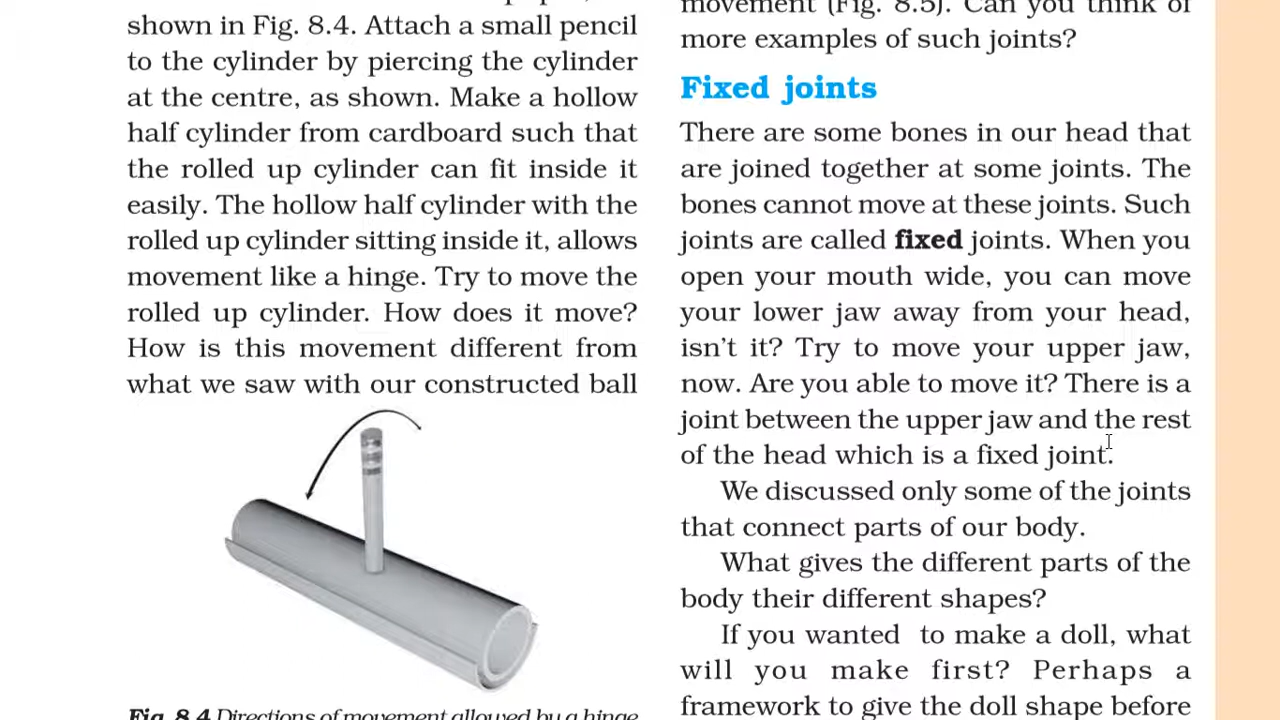 shown in Fig. 8.4. Attach a small pencil
to the cylinder by piercing the cylinder
at the centre, as shown. Make a hollow
half cylinder from cardboard such that
the rolled up cylinder can fit inside it
easily. The hollow half cylinder with the
rolled up cylinder sitting inside it, allows
movement like a hinge. Try to move the
rolled up cylinder. How does it move?
How is this movement different from
what we saw with our constructed ball
Fig. 8.4 Directions of movement allowed by a hinge
movement (Fig. 8.5). Can you think of
more examples of such joints?
Fixed joints
There are some bones in our head that
are joined together at some joints. The
bones cannot move at these joints. Such
joints are called fixed joints. When you
open your mouth wide, you can move
your lower jaw away from your head,
isn't it? Try to move your upper jaw,
now. Are you able to move it? There is a
joint between the upper jaw and the rest
of the head which is a fixed joint.
We discussed only some of the joints
that connect parts of our body.
What gives the different parts of the
body their different shapes?
If you wanted to make a doll, what
will you make first? Perhaps a
framework to give the doll shape before